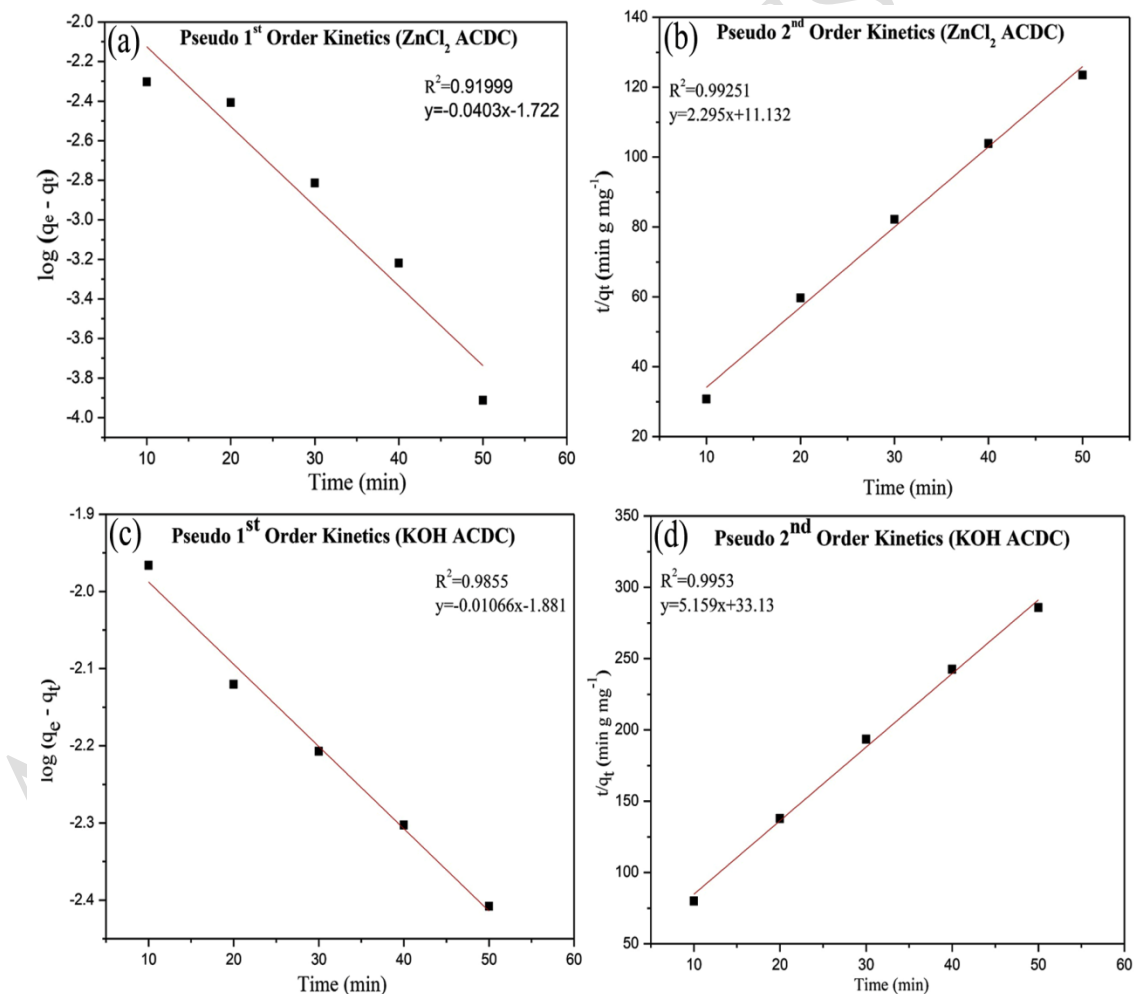 (a)
Pseudo 1st Order Kinetics (ZnCl2 ACDC)
R2=0.91999
y=-0.0403x-1.722
-2.0
-2.2
-2.4
-2.6
-2.8
-3.0
-3.2
-3.4
-3.6
-3.8
-4.0
log (qe - qt)
10 20 30 40 50 60
Time (min)
(b)
Pseudo 2nd Order Kinetics (ZnCl2 ACDC)
R2=0.99251
y=2.295x+11.132
120
100
80
60
40
20
t/qt (min g mg-1)
10 20 30 40 50
Time (min)
(c)
Pseudo 1st Order Kinetics (KOH ACDC)
R2=0.9855
y=-0.01066x-1.881
-1.9
-2.0
-2.1
-2.2
-2.3
-2.4
log (qe - qt)
10 20 30 40 50 60
Time (min)
(d)
Pseudo 2nd Order Kinetics (KOH ACDC)
R2=0.9953
y=5.159x+33.13
350
300
250
200
150
100
50
t/qt (min g mg-1)
10 20 30 40 50 60
Time (min)